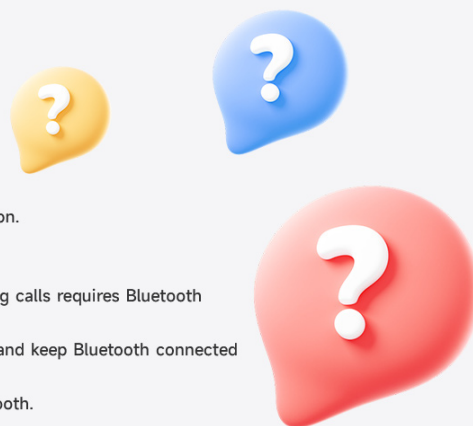 ?
?
on.
?
g calls requires Bluetooth
and keep Bluetooth connected
ooth.